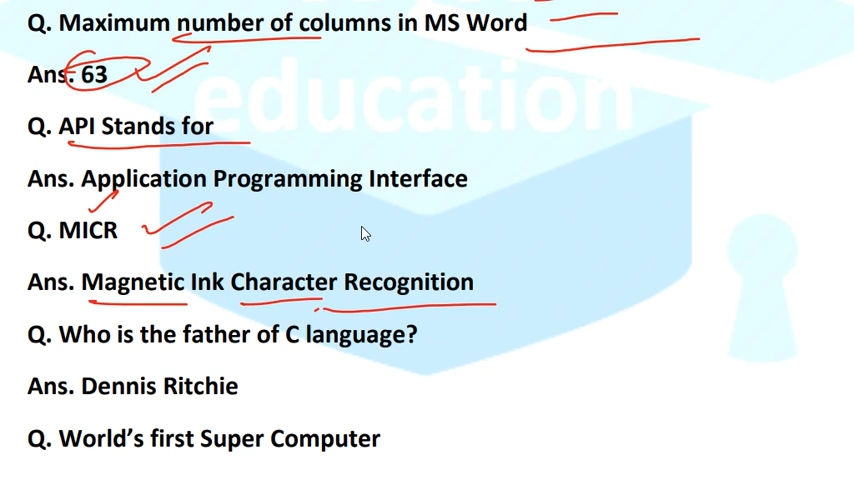 Q. Maximum number of columns in MS Word
Ans. 63
education
Q. API Stands for
Ans. Application Programming Interface
Q. MICR
Ans. Magnetic Ink Character Recognition
Q. Who is the father of C language?
Ans. Dennis Ritchie
Q. World’s first Super Computer